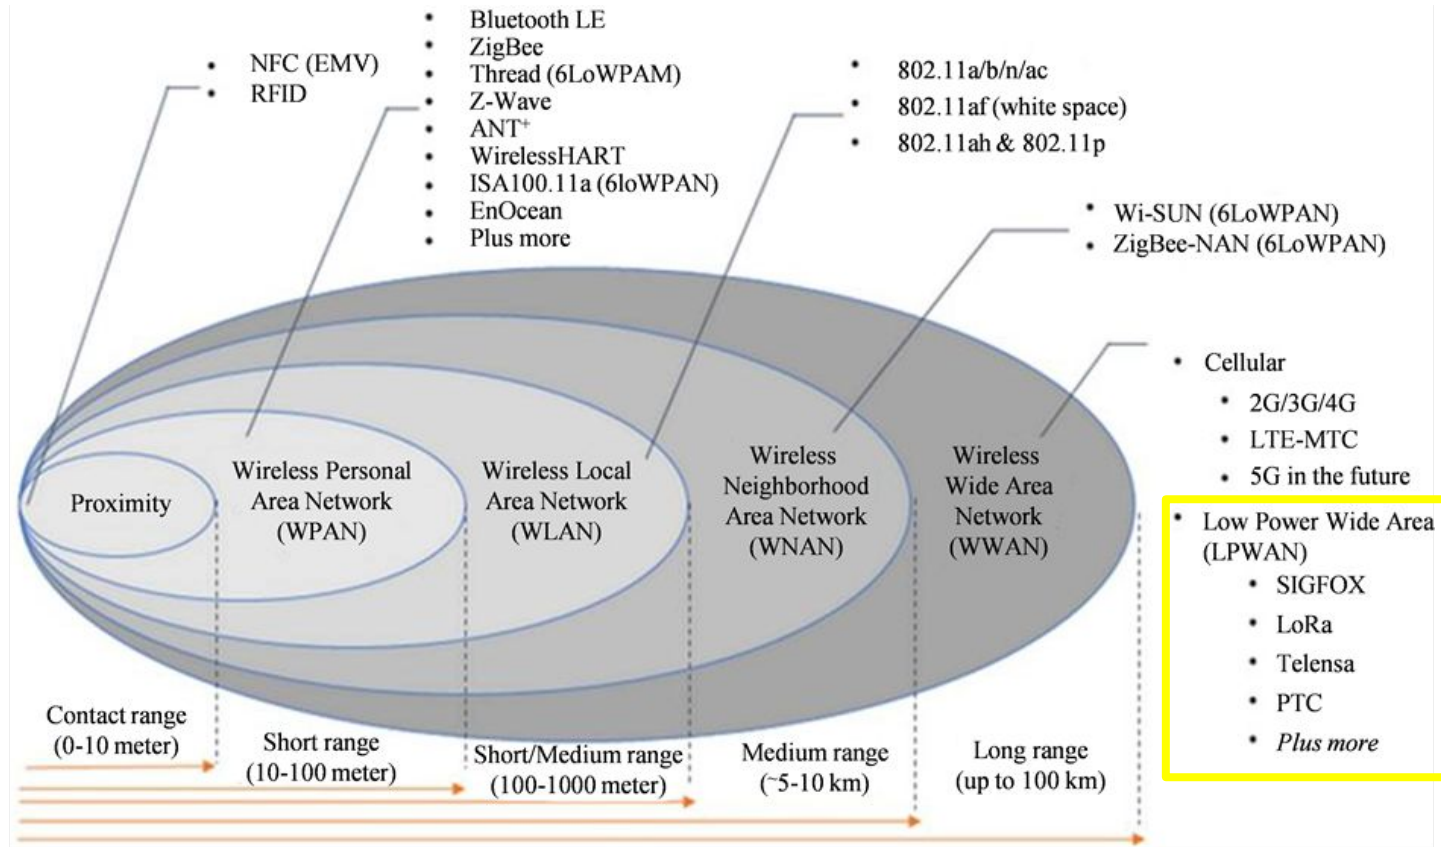 NFC (EMV)
RFID
Bluetooth LE
ZigBee
Thread (6LoWPAM)
Z-Wave
ANT+
WirelessHART
ISA100.11a (6loWPAN)
EnOcean
Plus more
802.11a/b/n/ac
802.11af (white space)
802.11ah & 802.11p
Wi-SUN (6LoWPAN)
ZigBee-NAN (6LoWPAN)
Cellular
2G/3G/4G
LTE-MTC
5G in the future
Low Power Wide Area
(LPWAN)
SIGFOX
LoRa
Telensa
PTC
Plus more
Proximity
Wireless Personal
Area Network
(WPAN)
Wireless Local
Area Network
(WLAN)
Wireless
Neighborhood
Area Network
(WNAN)
Wireless
Wide Area
Network
(WWAN)
Contact range
(0-10 meter)
Short range
(10-100 meter)
Short/Medium range
(100-1000 meter)
Medium range
(~5-10 km)
Long range
(up to 100 km)